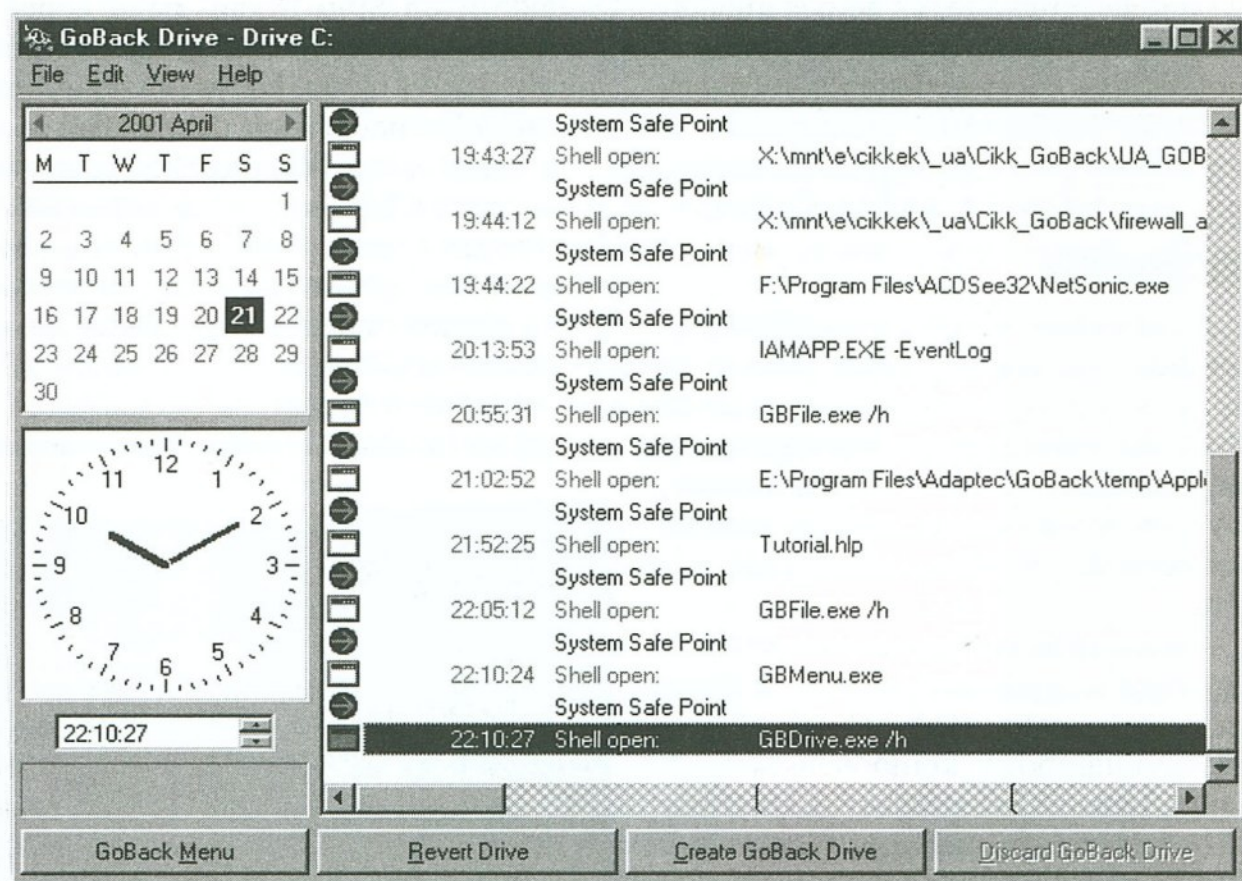 GoBack Drive - Drive C:
File Edit View Help
2001 April
M T W T F S S
1
2 3 4 5 6 7 8
9 10 11 12 13 14 15
16 17 18 19 20 21 22
23 24 25 26 27 28 29
30
12
1
2
3
4
5
6
7
8
9
10
11
22:10:27
System Safe Point
19:43:27 Shell open: X:\mnt\e\cikkek\_ua\Cikk_GoBack\UA_GOB
System Safe Point
19:44:12 Shell open: X:\mnt\e\cikkek\_ua\Cikk_GoBack\firewall_a
System Safe Point
19:44:22 Shell open: F:\Program Files\ACDSee32\NetSonic.exe
System Safe Point
20:13:53 Shell open: IAMAPP.EXE -EventLog
System Safe Point
20:55:31 Shell open: GBFile.exe /h
System Safe Point
21:02:52 Shell open: E:\Program Files\Adaptec\GoBack\temp\Appl
System Safe Point
21:52:25 Shell open: Tutorial.hlp
System Safe Point
22:05:12 Shell open: GBFile.exe /h
System Safe Point
22:10:24 Shell open: GBMenu.exe
System Safe Point
22:10:27 Shell open: GBDrive.exe /h
GoBack Menu
Revert Drive
Create GoBack Drive
Discard GoBack Drive